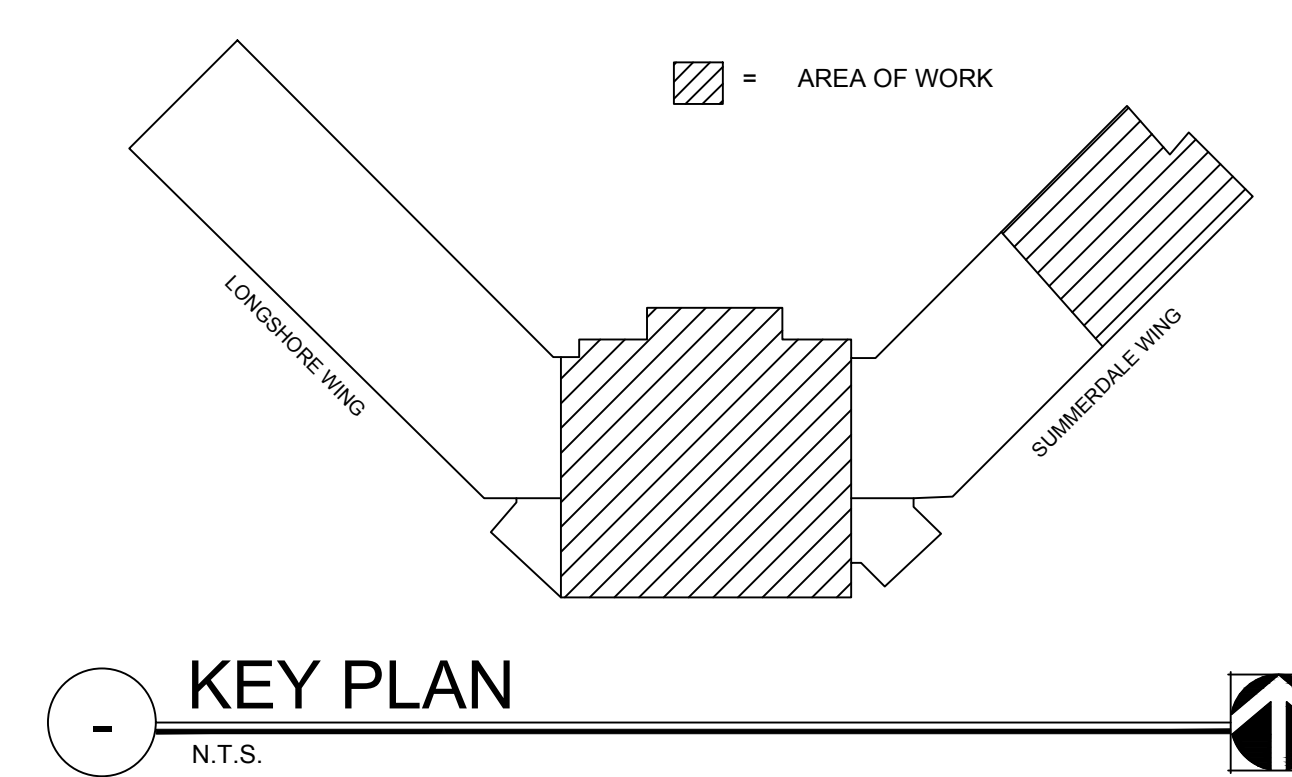 = AREA OF WORK
LONGSHORE WING
SUMMERDALE WING
KEY PLAN
-
N.T.S.